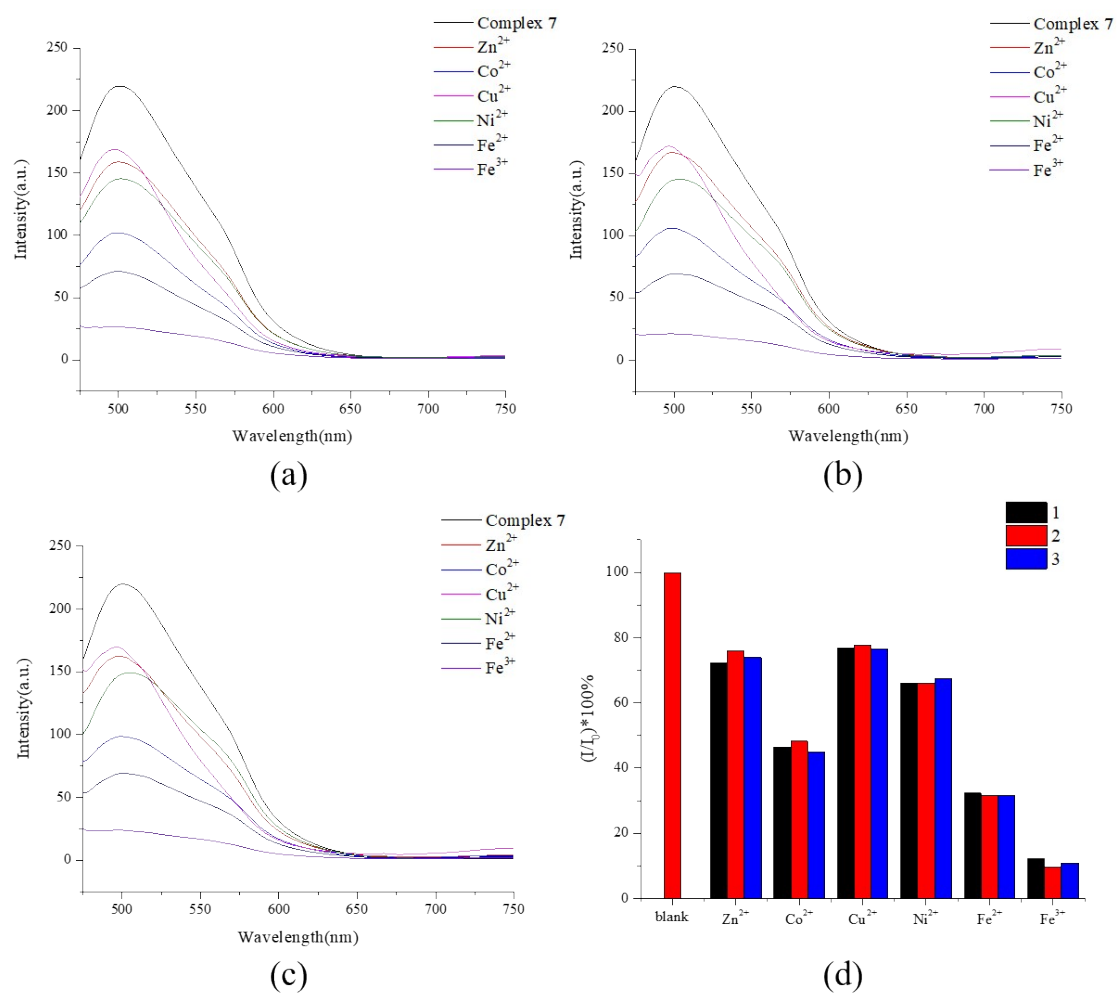 Complex 7
Zn2+
Co2+
Cu2+
Ni2+
Fe2+
Fe3+
250
200
150
100
50
0
Intensity(a.u.)
500
550
600
650
700
750
Wavelength(nm)
(a)
Complex 7
Zn2+
Co2+
Cu2+
Ni2+
Fe2+
Fe3+
250
200
150
100
50
0
Intensity(a.u.)
500
550
600
650
700
750
Wavelength(nm)
(b)
Complex 7
Zn2+
Co2+
Cu2+
Ni2+
Fe2+
Fe3+
250
200
150
100
50
0
Intensity(a.u.)
500
550
600
650
700
750
Wavelength(nm)
(c)
1
2
3
100
80
60
40
20
0
(I/I0)*100%
blank
Zn2+
Co2+
Cu2+
Ni2+
Fe2+
Fe3+
(d)